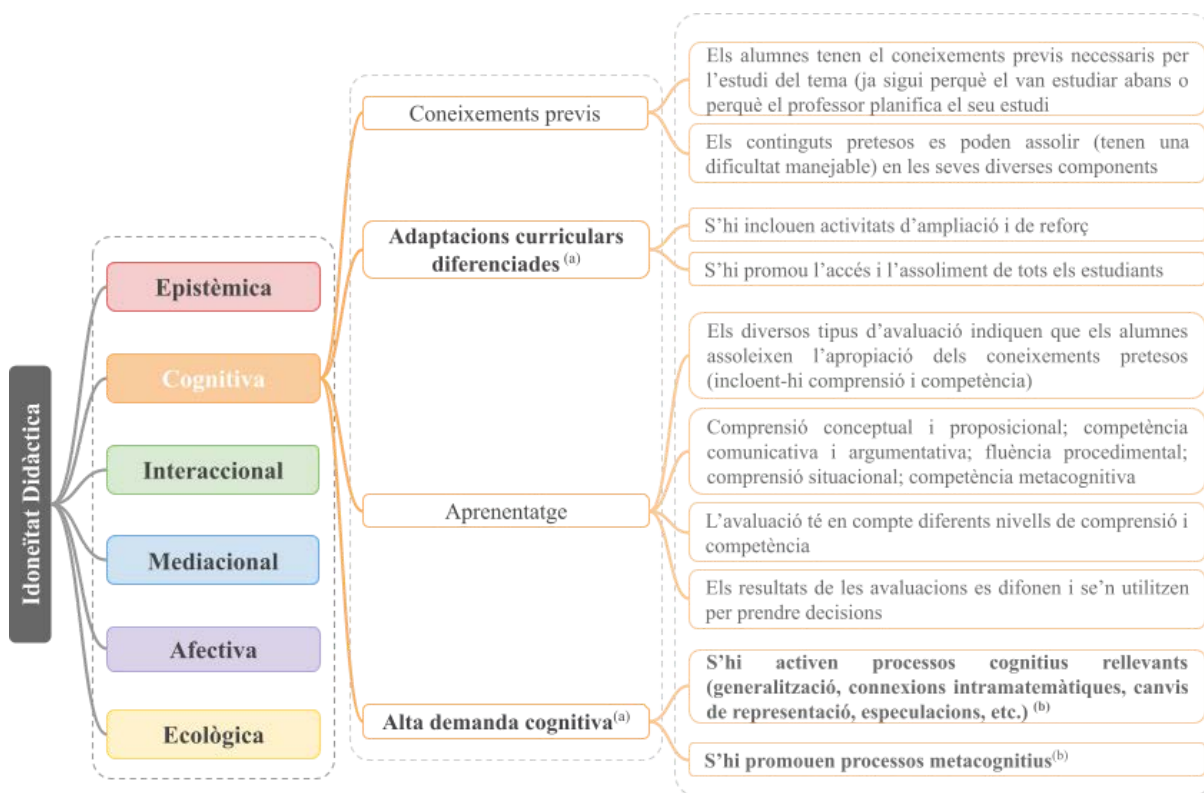 Idoneïtat Didàctica
Epistèmica
Cognitiva
Interaccional
Mediacional
Afectiva
Ecològica
Coneixements previs
Els alumnes tenen el coneixements previs necessaris per
l’estudi del tema (ja sigui perquè el van estudiar abans o
perquè el professor planifica el seu estudi
Els continguts pretesos es poden assolir (tenen una
dificultat manejable) en les seves diverses components
Adaptacions curriculars
diferenciades (a)
S’hi inclouen activitats d’ampliació i de reforç
S’hi promou l’accés i l’assoliment de tots els estudiants
Aprenentatge
Els diversos tipus d’avaluació indiquen que els alumnes
assoleixen l’apropiació dels coneixements pretesos
(incloent-hi comprensió i competència)
Comprensió conceptual i proposicional; competència
comunicativa i argumentativa; fluència procedimental;
comprensió situacional; competència metacognitiva
L’avaluació té en compte diferents nivells de comprensió i
competència
Els resultats de les avaluacions es difonen i se’n utilitzen
per prendre decisions
Alta demanda cognitiva(a)
S’hi activen processos cognitius rellevants
(generalització, connexions intramatemàtiques, canvis
de representació, especulacions, etc.) (b)
S’hi promouen processos metacognitius(b)